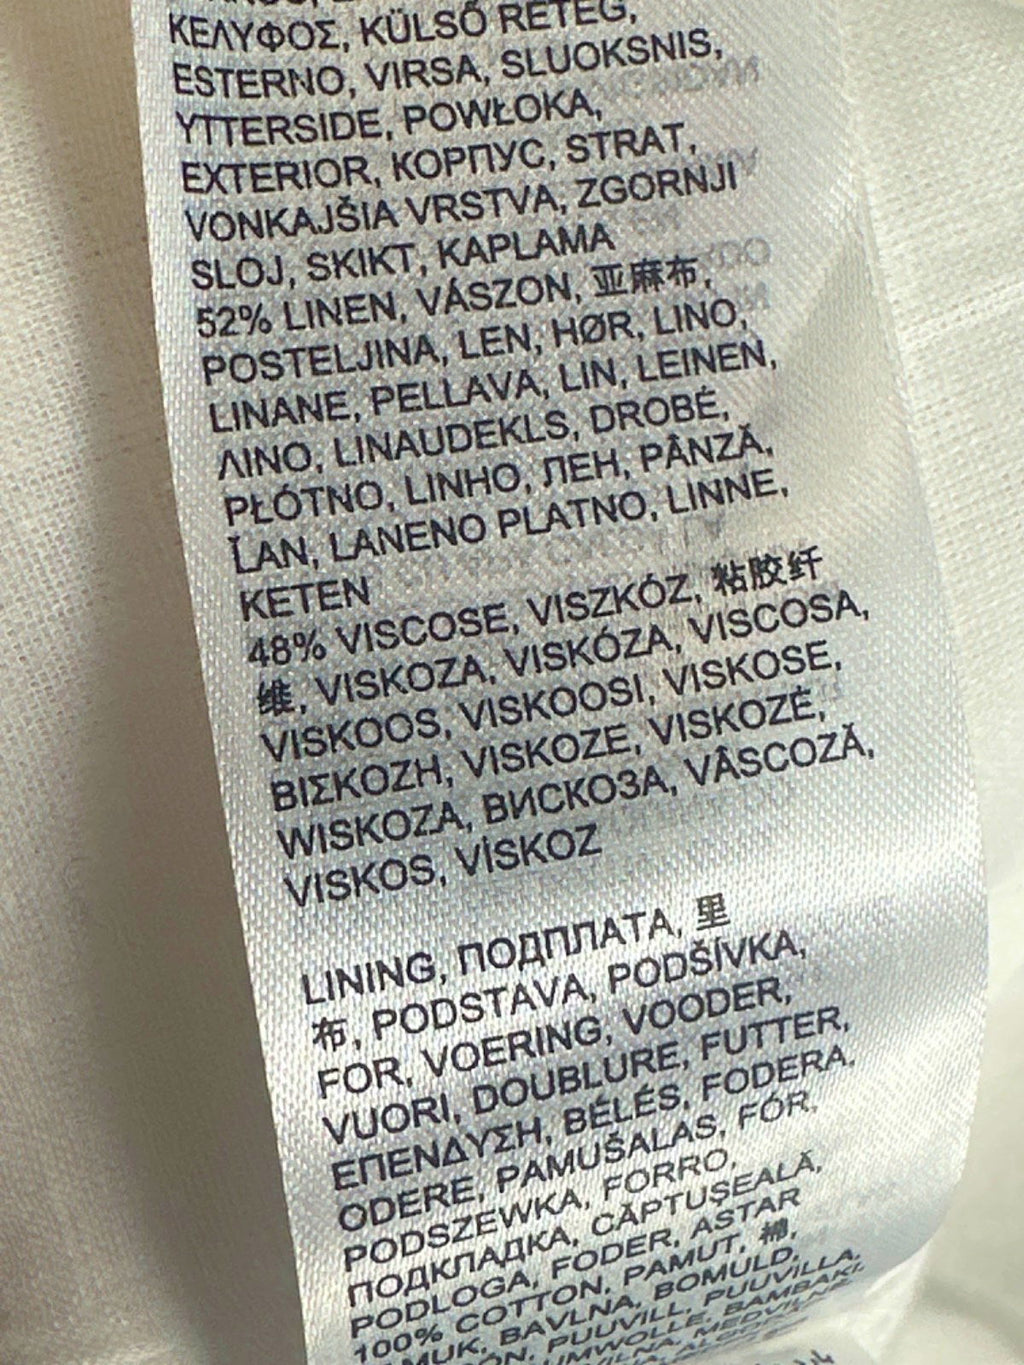 ΚΕΛΥΦΟΣ, KÜLSŐ RÉTEG,
ESTERNO, VIRSA, SLUOKSNIS,
YTTERSIDE, POWŁOKA,
EXTERIOR, КОРПУС, STRAT,
VONKAJŠIA VRSTVA, ZGORNJI
SLOJ, SKIKT, KAPLAMA
52% LINEN, VÁSZON, 亚麻布,
POSTELJINA, LEN, HØR, LINO,
LINANE, PELLAVA, LIN, LEINEN,
ΛΙΝΟ, LINAUDEKLS, DROBÉ,
PŁÓTNO, LINHO, ЛЕН, PÂNZĂ,
ĽAN, LANENO PLATNO, LINNE,
KETEN
48% VISCOSE, VISZKÓZ, 粘胶纤
维, VISKOZA, VISKÓZA, VISCOSA,
VISKOOS, VISKOOSI, VISKOSE,
ΒΙΣΚΟΖΗ, VISKOZE, VISKOZĖ,
WISKOZA, ВИСКОЗА, VÂSCOZĂ,
VISKOS, VİSKOZ
LINING, ПОДПЛАТА, 里
布, PODSTAVA, PODŠÍVKA,
FOR, VOERING, VOODER,
VUORI, DOUBLURE, FUTTER,
ΕΠΕΝΔΥΣΗ, BÉLÉS, FODERA,
ODERE, PAMUŠALAS, FÓR,
PODSZEWKA, FORRO,
ПОДКЛАДКА, CĂPTUȘEALĂ,
PODLOGA, FODER, ASTAR
100% COTTON, PAMUT, 棉,
BAVLNA, BOMULD,
PUUVILL, PUUVILLA,
BAMBAKI,